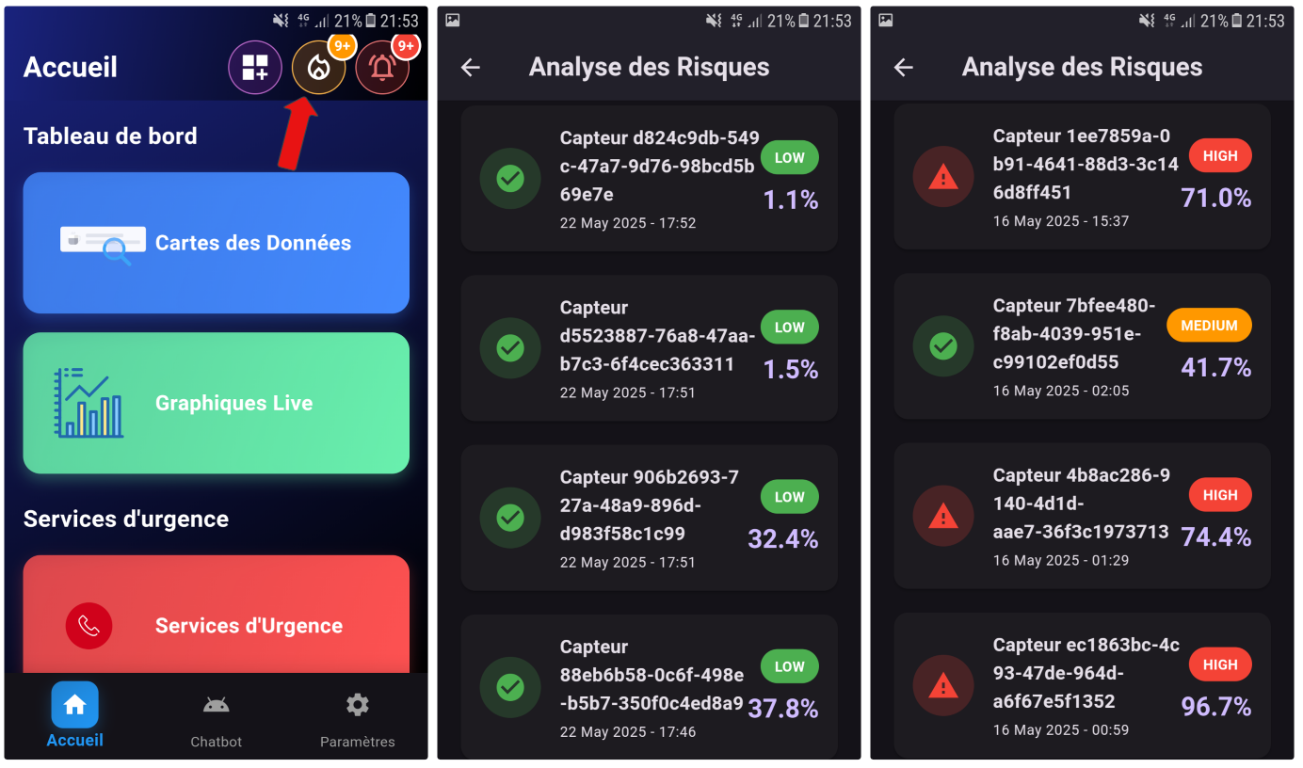 4G 21% 21:53
Accueil
9+
9+
Tableau de bord
Cartes des Données
Graphiques Live
Services d'urgence
Services d'Urgence
Accueil
Chatbot
Paramètres
4G 21% 21:53
Analyse des Risques
Capteur d824c9db-549
c-47a7-9d76-98bcd5b
69e7e
22 May 2025 - 17:52
LOW
1.1%
Capteur
d5523887-76a8-47aa-
b7c3-6f4cec363311
22 May 2025 - 17:51
LOW
1.5%
Capteur 906b2693-7
27a-48a9-896d-
d983f58c1c99
22 May 2025 - 17:51
LOW
32.4%
Capteur
88eb6b58-0c6f-498e
-b5b7-350f0c4ed8a9
22 May 2025 - 17:46
LOW
37.8%
4G 21% 21:53
Analyse des Risques
Capteur 1ee7859a-0
b91-4641-88d3-3c14
6d8ff451
16 May 2025 - 15:37
HIGH
71.0%
Capteur 7bfee480-
f8ab-4039-951e-
c99102ef0d55
16 May 2025 - 02:05
MEDIUM
41.7%
Capteur 4b8ac286-9
140-4d1d-
aae7-36f3c1973713
16 May 2025 - 01:29
HIGH
74.4%
Capteur ec1863bc-4c
93-47de-964d-
a6f67e5f1352
16 May 2025 - 00:59
HIGH
96.7%